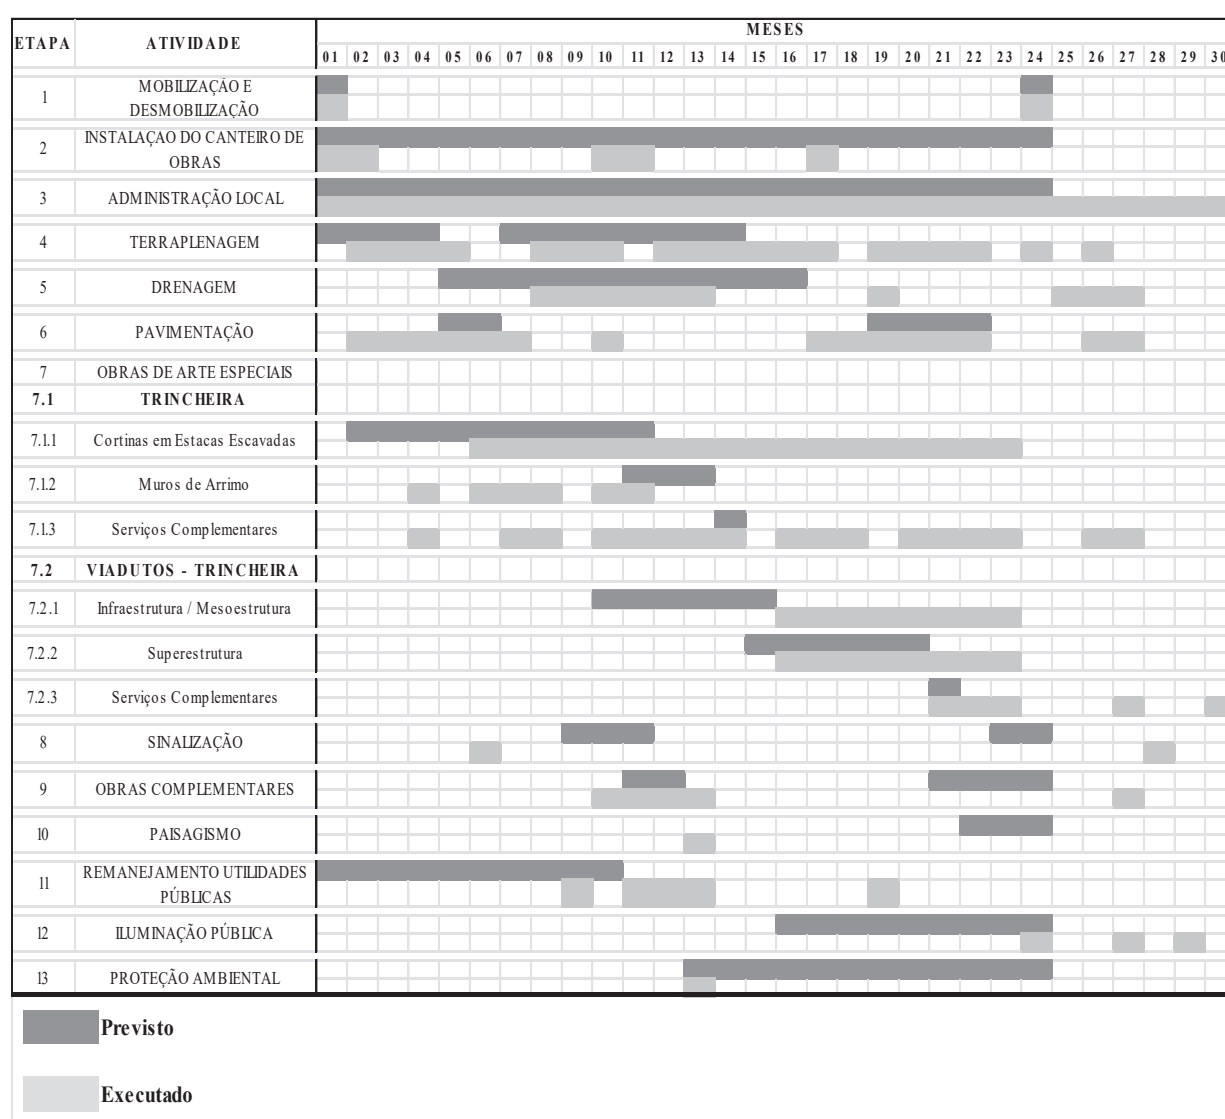 MESES
ETAPA ATIVIDADE
01 02 03 04 05 06 07 08 09 10 11 12 13 14 15 16 17 18 19 20 21 22 23 24 25 26 27 28 29 30
1 MOBILIZAÇÃO E
DESMOBILIZAÇÃO
2 INSTALAÇAO DO CANTEIRO DE
OBRAS
3 ADMINISTRAÇÃO LOCAL
4 TERRAPLENAGEM
5 DRENAGEM
6 PAVIMENTAÇÃO
7 OBRAS DE ARTE ESPECIAIS
7.1 TRINCHEIRA
7.1.1 Cortinas em Estacas Escavadas
7.1.2 Muros de Arrimo
7.1.3 Serviços Complementares
7.2 VIADUTOS - TRINCHEIRA
7.2.1 Infraestrutura / Mesoestrutura
7.2.2 Superestrutura
7.2.3 Serviços Complementares
8 SINALIZAÇÃO
9 OBRAS COMPLEMENTARES
10 PAISAGISMO
11 REMANEJAMENTO UTILIDADES
PÚBLICAS
12 ILUMINAÇÃO PÚBLICA
13 PROTEÇÃO AMBIENTAL
Previsto
Executado